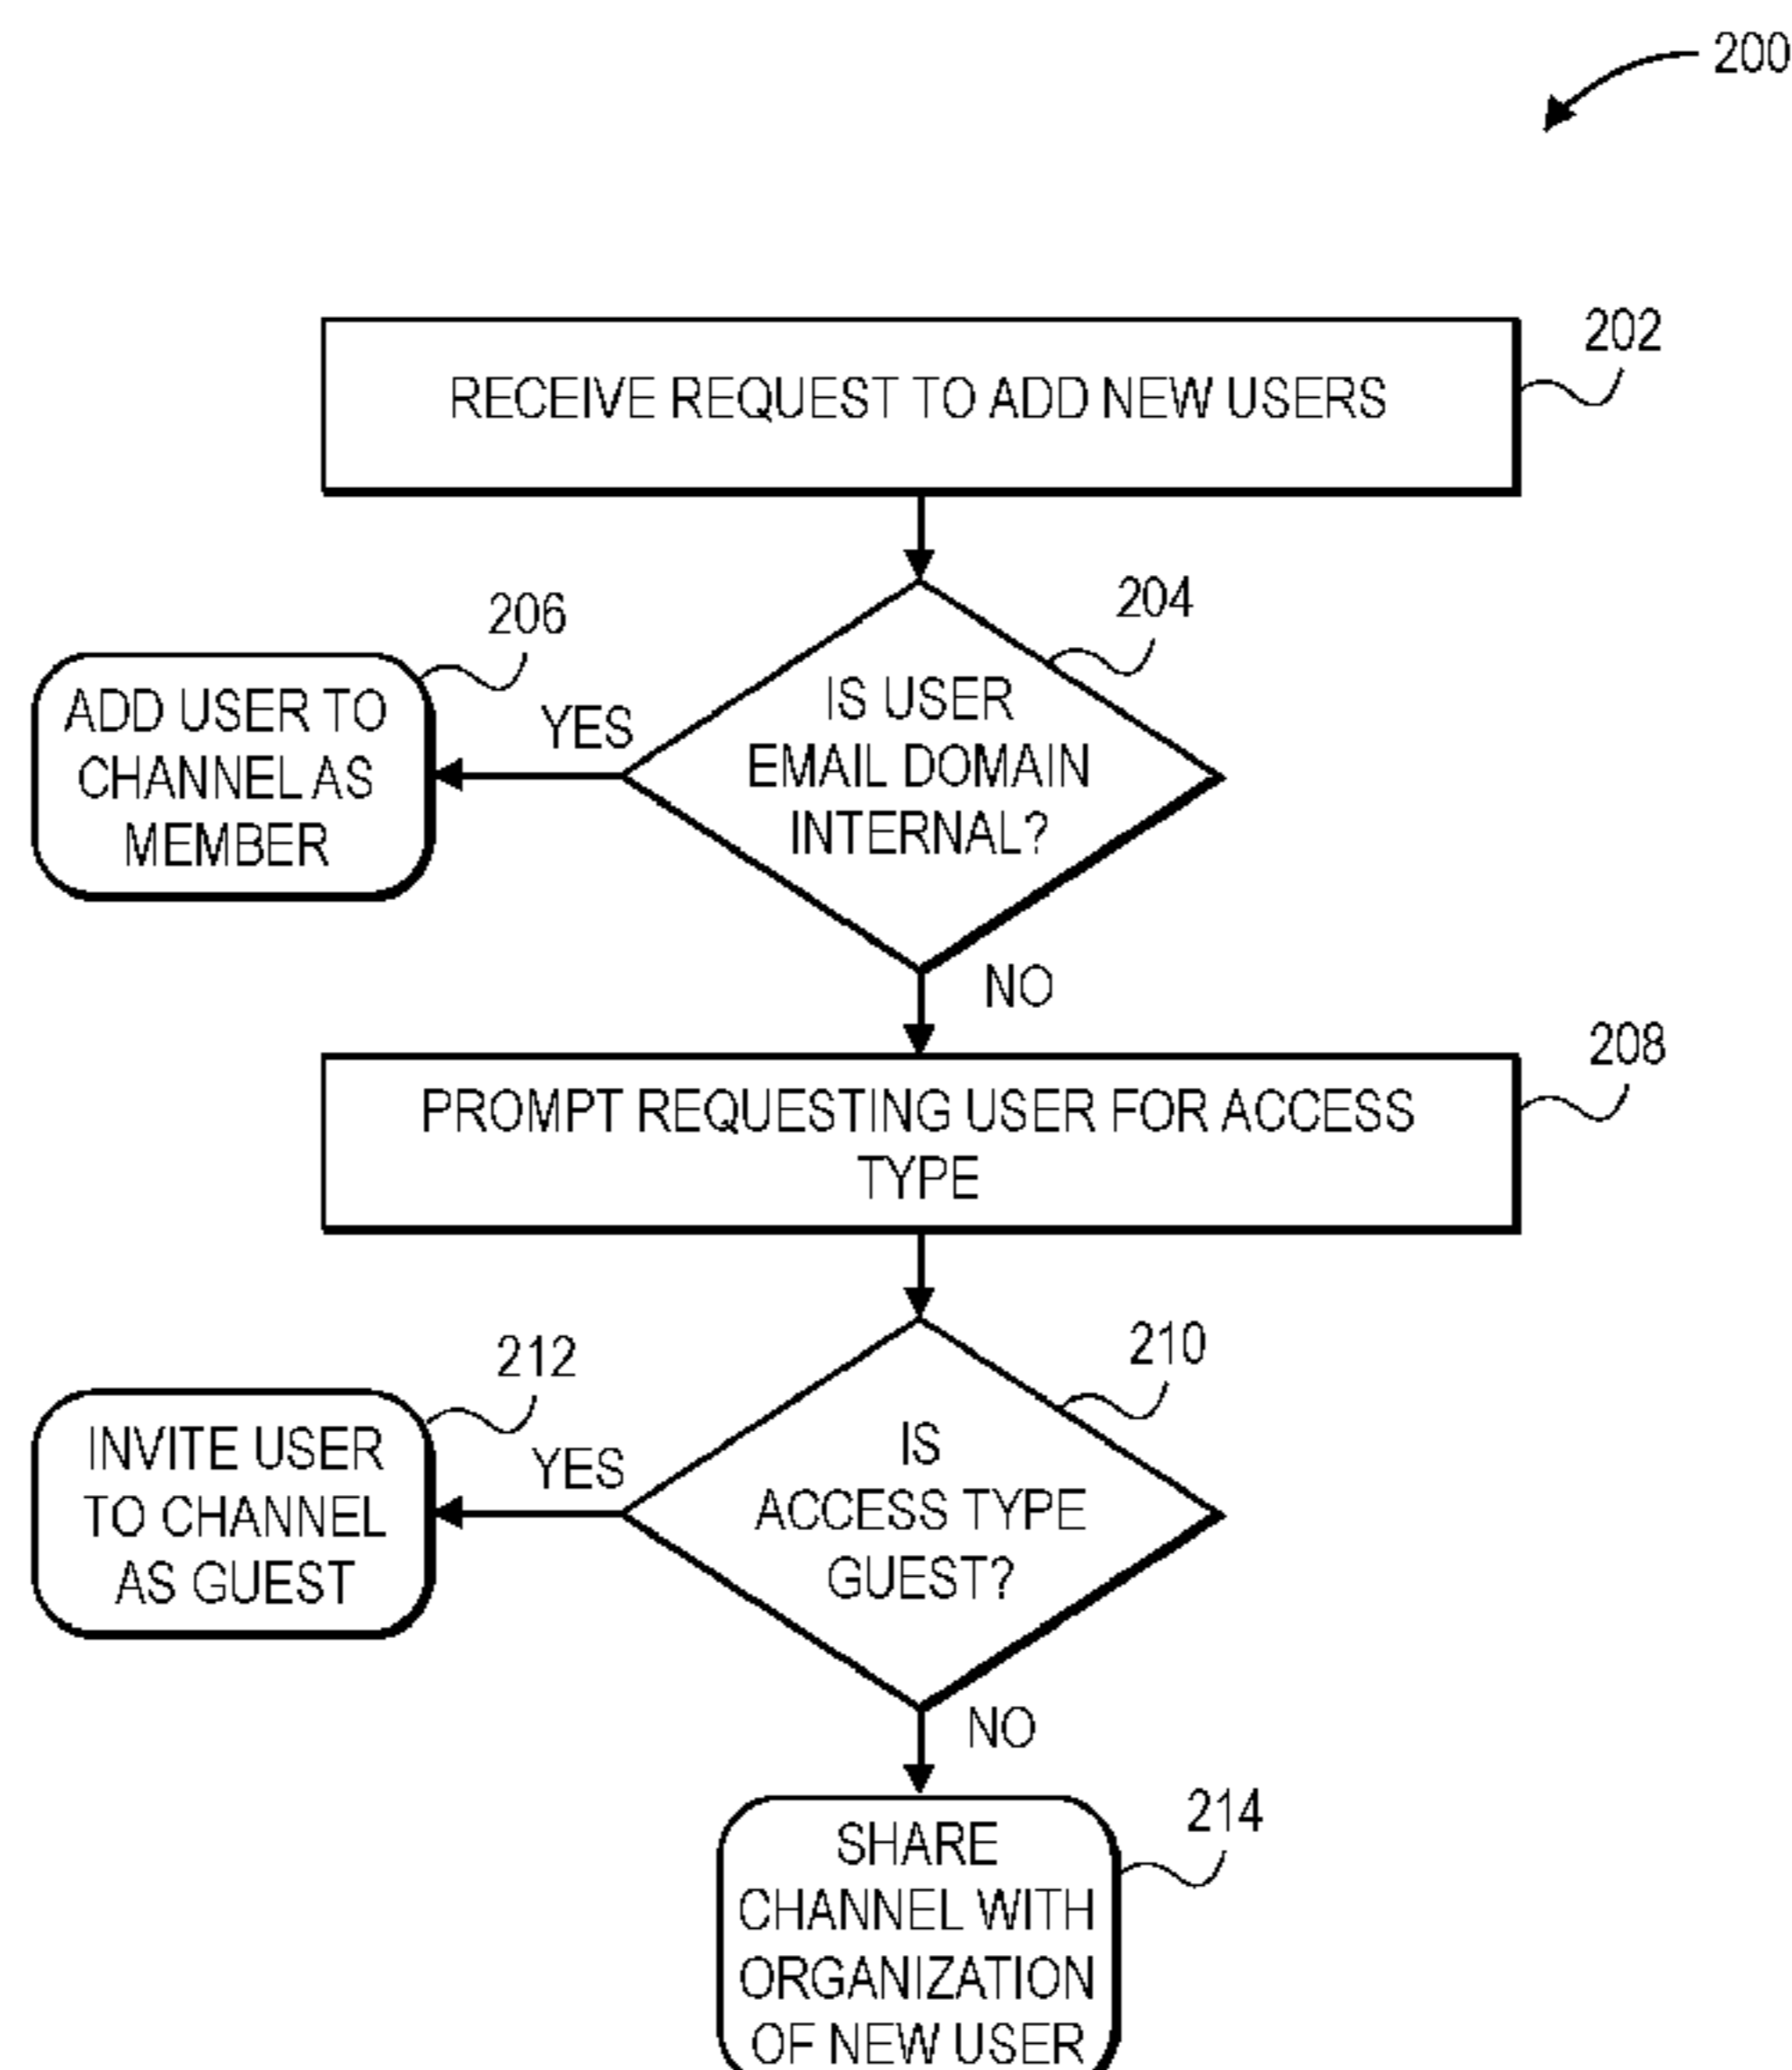 200
202
RECEIVE REQUEST TO ADD NEW USERS
204
206
IS USER
EMAIL DOMAIN
INTERNAL?
YES
ADD USER TO
CHANNEL AS
MEMBER
NO
208
PROMPT REQUESTING USER FOR ACCESS
TYPE
210
212
IS
ACCESS TYPE
GUEST?
YES
INVITE USER
TO CHANNEL
AS GUEST
NO
214
SHARE
CHANNEL WITH
ORGANIZATION
OF NEW USER